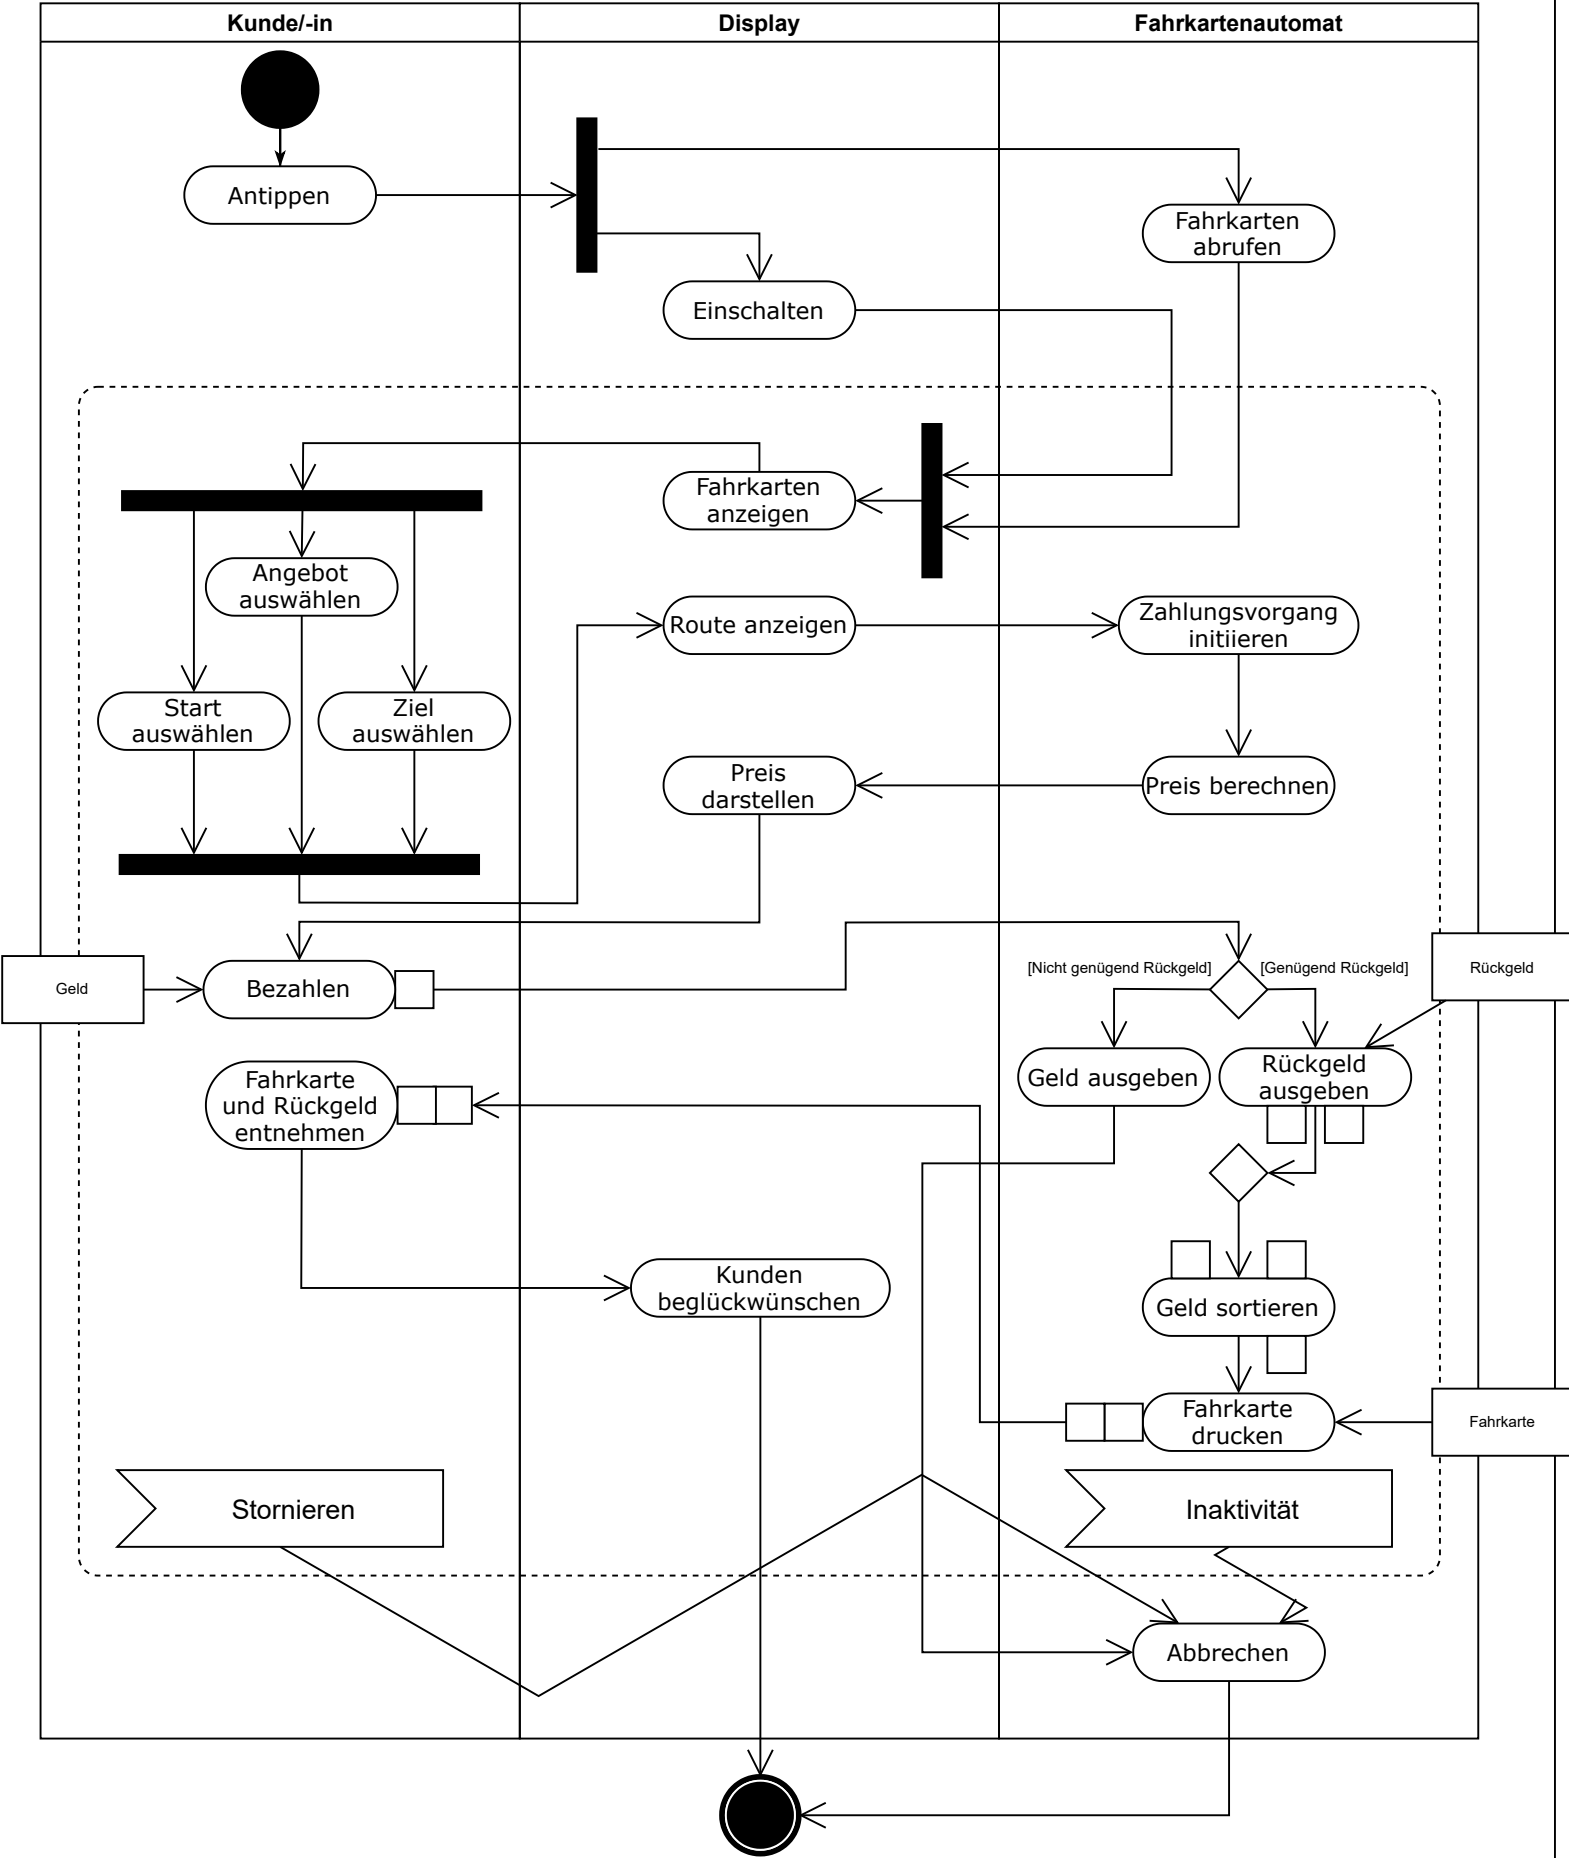 Kunde/-in
Display
Fahrkartenautomat
Antippen
Fahrkarten
abrufen
Einschalten
Fahrkarten
anzeigen
Angebot
auswählen
Route anzeigen
Zahlungsvorgang
initiieren
Start
auswählen
Ziel
auswählen
Preis
darstellen
Preis berechnen
Geld
Bezahlen
[Nicht genügend Rückgeld]
[Genügend Rückgeld]
Rückgeld
Fahrkarte
und Rückgeld
entnehmen
Geld ausgeben
Rückgeld
ausgeben
Kunden
beglückwünschen
Geld sortieren
Fahrkarte
drucken
Fahrkarte
Stornieren
Inaktivität
Abbrechen